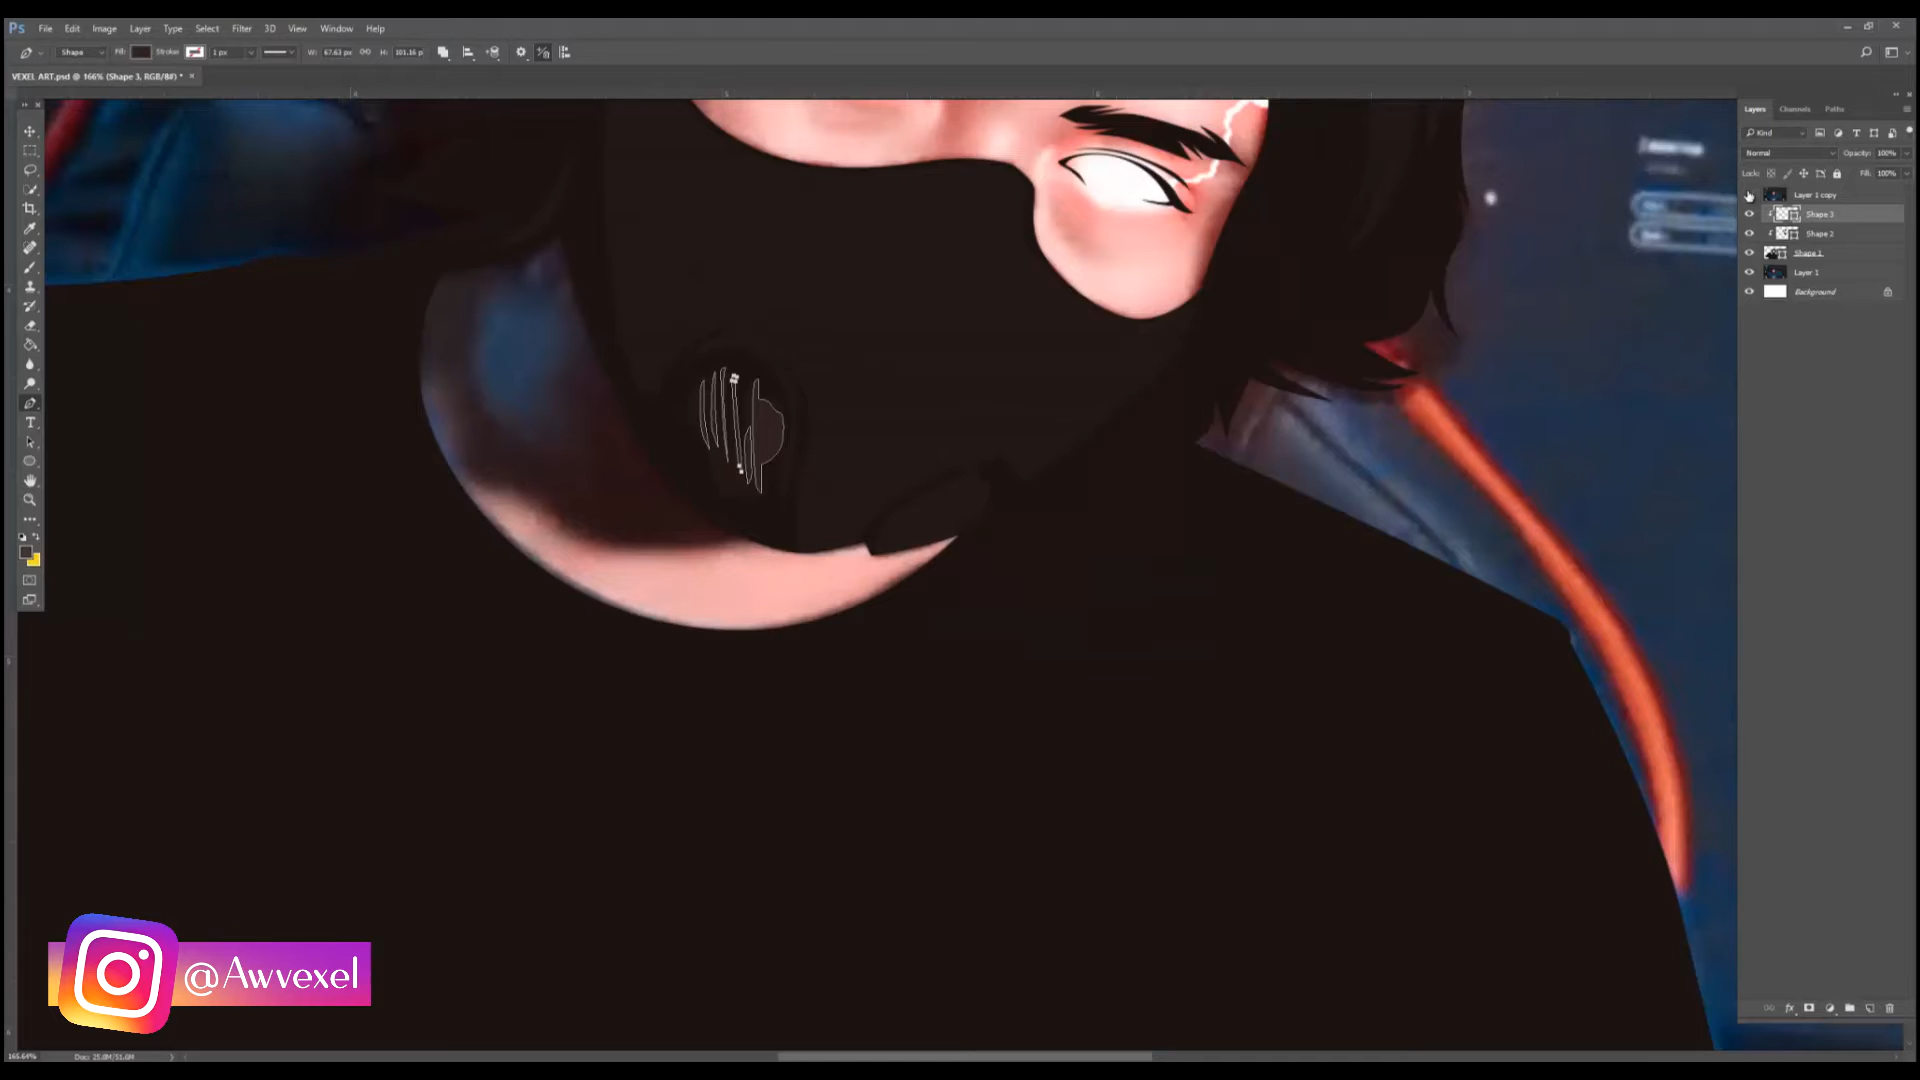 Ps File Edit Image Layer Type Select Filter 3D View Window Help
Shape Fill: Stroke: 1 px W: 67.63 px H: 101.16 p
VEXEL ART.psd @ 166% (Shape 3, RGB/8#) *
Layers Channels Paths
Kind
Normal Opacity: 100%
Lock: Fill: 100%
Layer 1 copy
Shape 3
Shape 2
Shape 1
Layer 1
Background
@Awvexel
165.64% Doc: 25.0M/51.6M